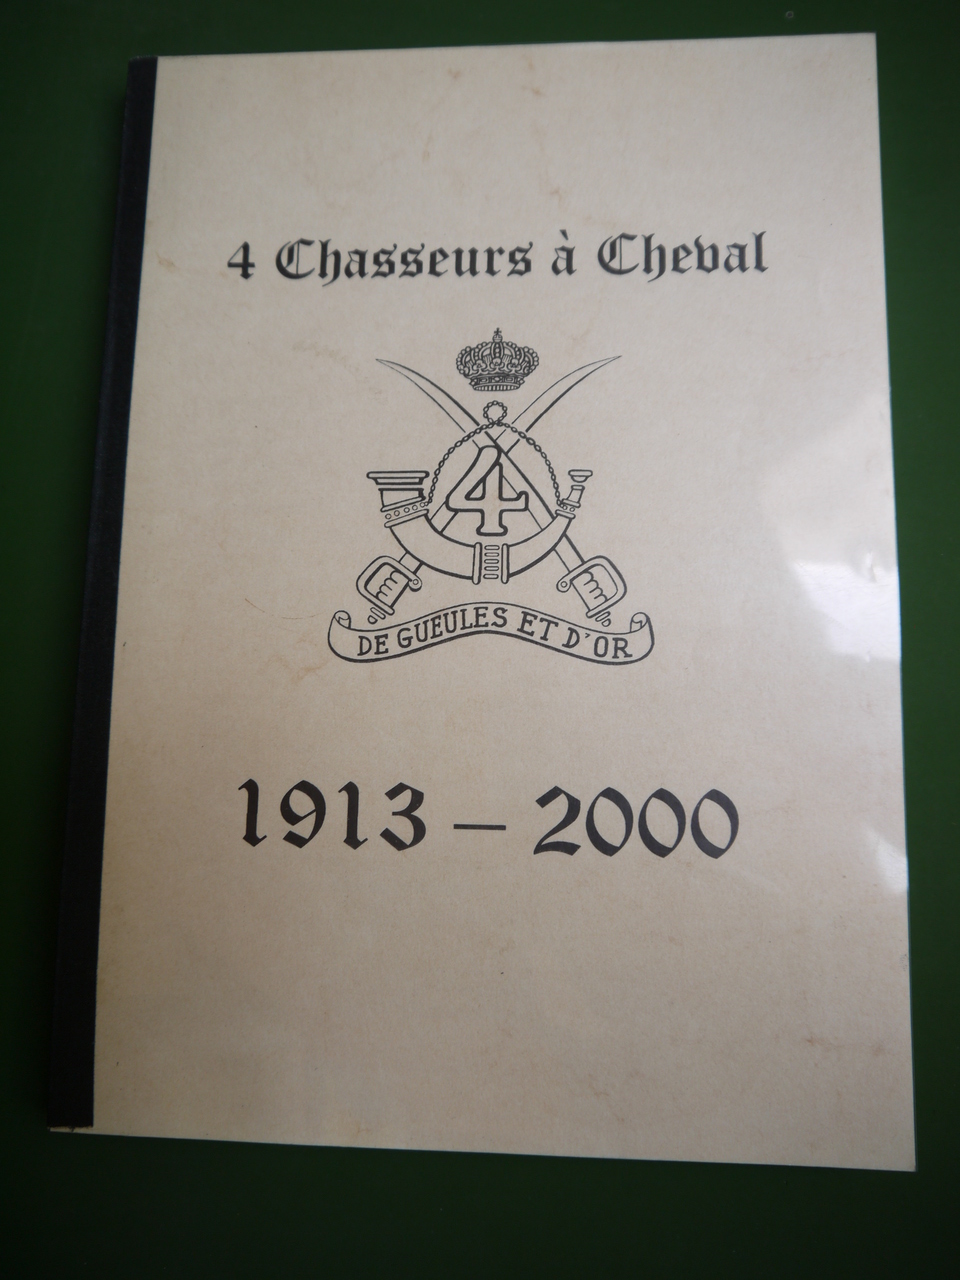 4 Chasseurs à Cheval
4
DE GUEULES ET D'OR
1913 – 2000